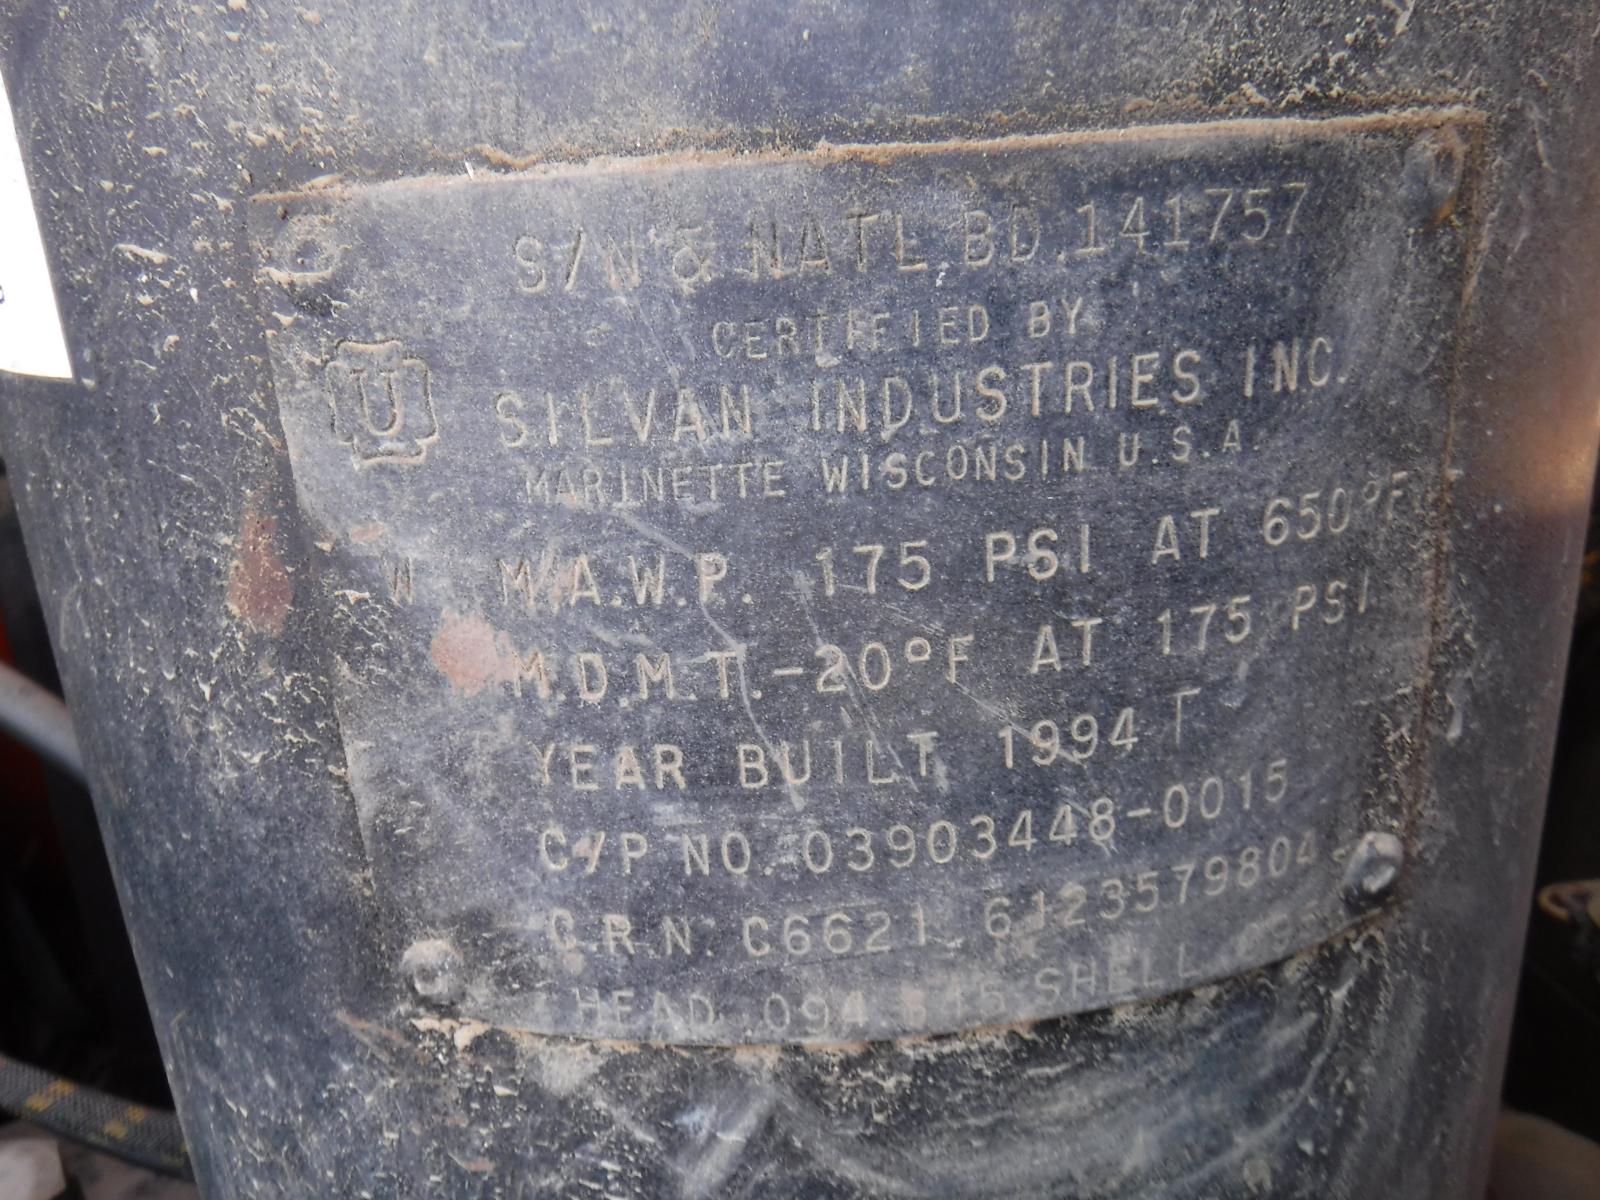 S/N & NATL.BD.141757
CERTIFIED BY
U
SILVAN INDUSTRIES INC.
MARINETTE WISCONSIN U.S.A.
W M.A.W.P. 175 PSI AT 650°F
M.D.M.T.-20°F AT 175 PSI
YEAR BUILT 1994 T
C/P NO. 03903448-0015
C.R.N. C6621. 6123579804
HEAD .094 SHELL